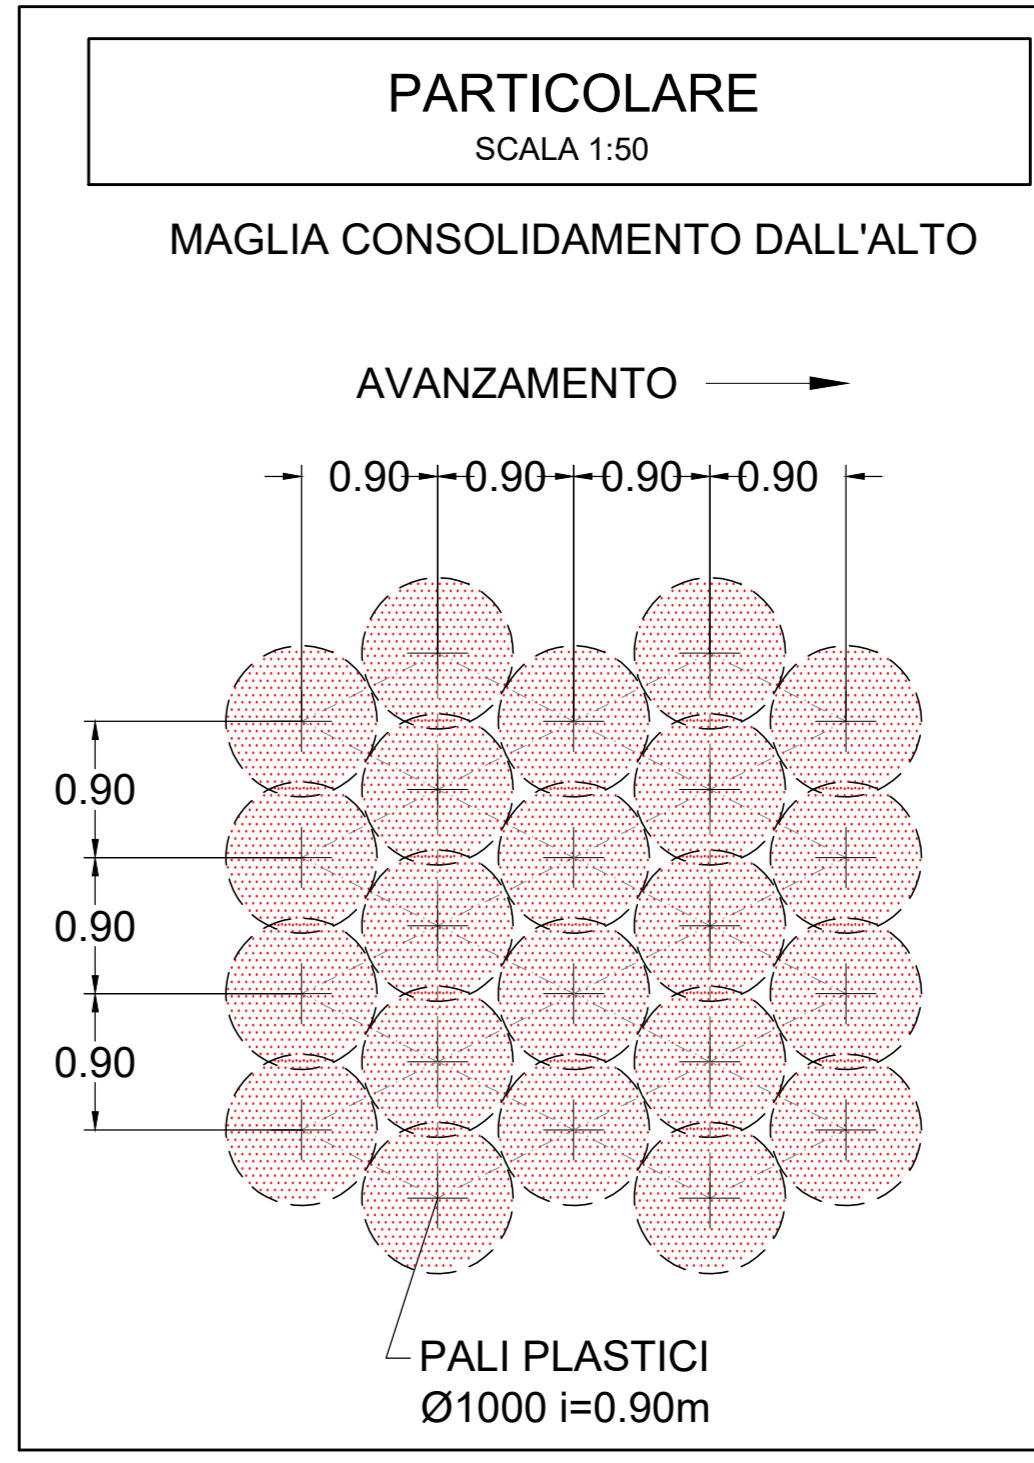 PARTICOLARE
SCALA 1:50
MAGLIA CONSOLIDAMENTO DALL'ALTO
AVANZAMENTO
0.90 0.90 0.90 0.90
0.90
0.90
0.90
PALI PLASTICI
Ø1000 i=0.90m